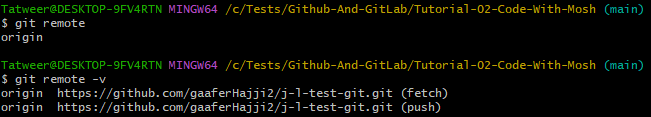 Tatweer@DESKTOP-9FV4RTN MINGW64 /c/Tests/Github-And-GitLab/Tutorial-02-Code-With-Mosh (main)
$ git remote
origin
Tatweer@DESKTOP-9FV4RTN MINGW64 /c/Tests/Github-And-GitLab/Tutorial-02-Code-With-Mosh (main)
$ git remote -v
origin  https://github.com/gaaferHajji2/j-l-test-git.git (fetch)
origin  https://github.com/gaaferHajji2/j-l-test-git.git (push)